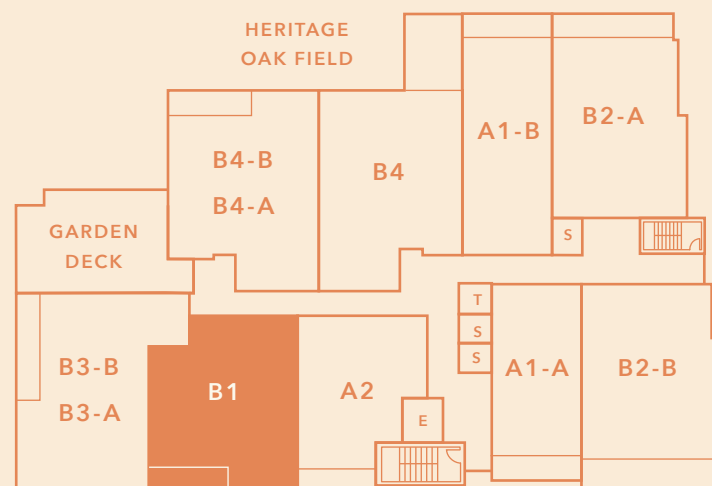 HERITAGE
OAK FIELD
A1-B
B2-A
B4-B
B4-A
B4
GARDEN
DECK
S
T
S
S
B3-B
B3-A
B1
A2
E
A1-A
B2-B